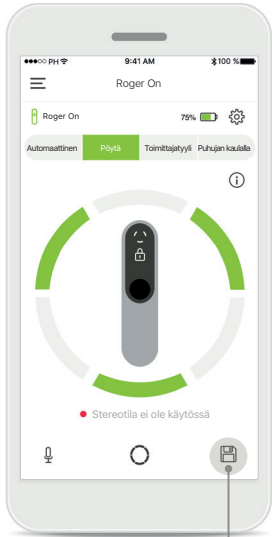 ●●●○○ PH 9:41 AM 100 %
Roger On
Roger On 75%
Automaattinen Pöytä Toimittajatyyli Puhujan kaulalla
Stereotila ei ole käytössä